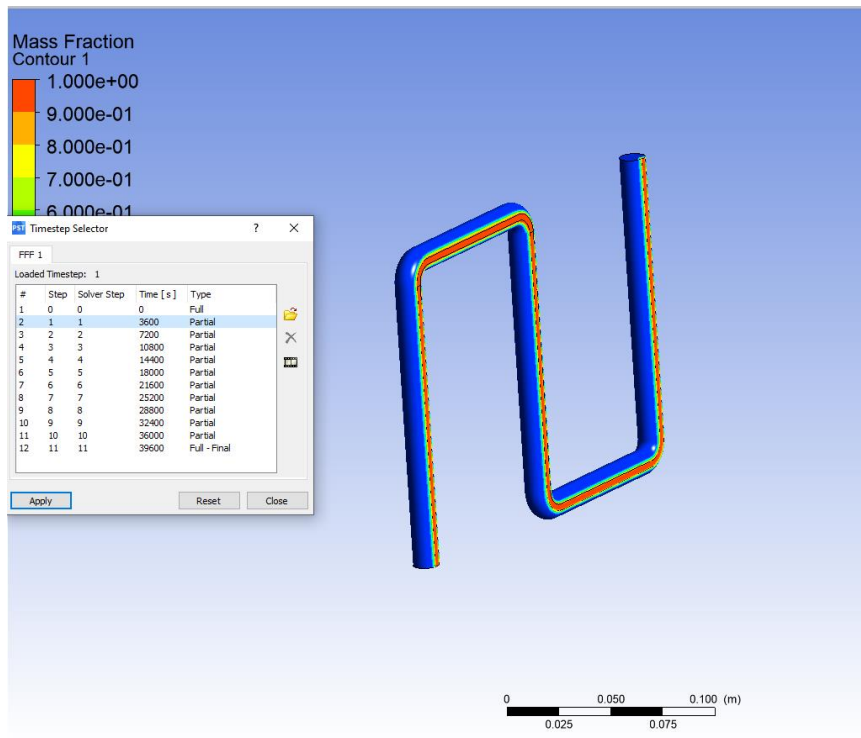 Mass Fraction
Contour 1
1.000e+00
9.000e-01
8.000e-01
7.000e-01
6.000e-01
PST Timestep Selector ? ×
FFF 1
Loaded Timestep: 1
# Step Solver Step Time [ s ] Type
1 0 0 0 Full
2 1 1 3600 Partial
3 2 2 7200 Partial
4 3 3 10800 Partial
5 4 4 14400 Partial
6 5 5 18000 Partial
7 6 6 21600 Partial
8 7 7 25200 Partial
9 8 8 28800 Partial
10 9 9 32400 Partial
11 10 10 36000 Partial
12 11 11 39600 Full - Final
Apply Reset Close
0 0.050 0.100 (m)
0.025 0.075